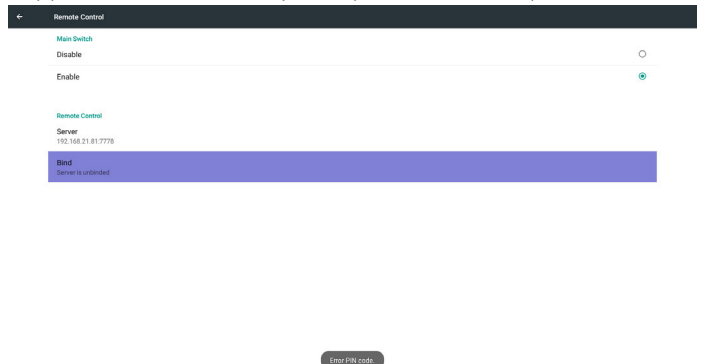 Remote Control
Main Switch
Disable
Enable
Remote Control
Server
192.168.21.81:7778
Bind
Server is unbinded
Error PIN code.